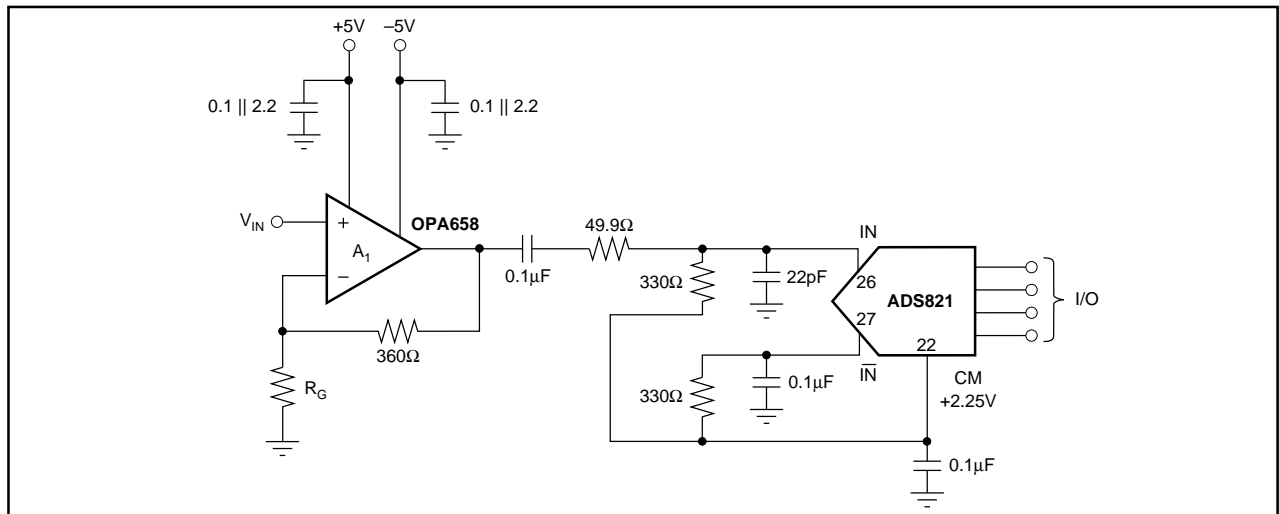 +5V
–5V
0.1 || 2.2
0.1 || 2.2
OPA658
V_IN
+
A_1
–
49.9Ω
0.1µF
360Ω
R_G
330Ω
22pF
IN
26
ADS821
27
22
I/O
330Ω
0.1µF
I̅N̅
CM
+2.25V
0.1µF